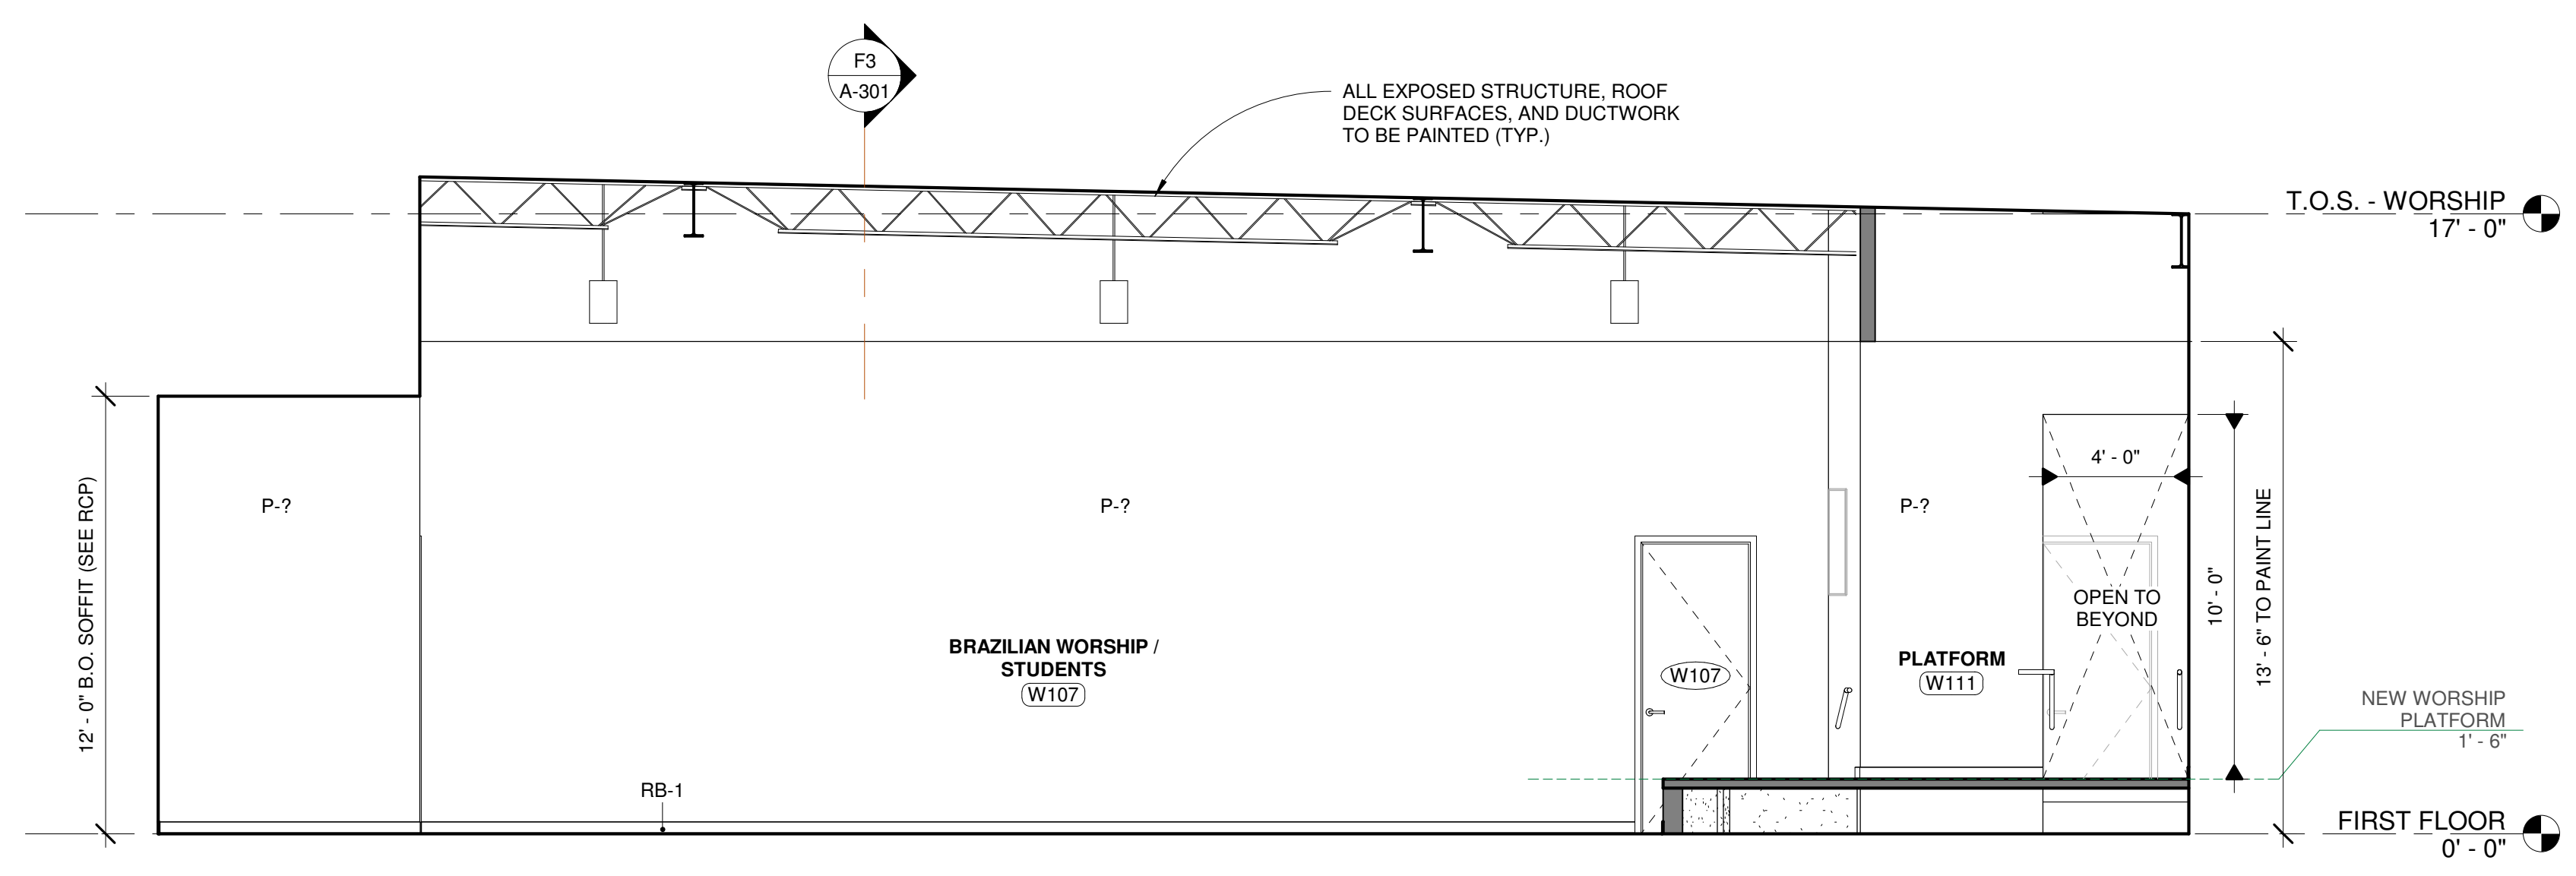 F3
A-301
ALL EXPOSED STRUCTURE, ROOF
DECK SURFACES, AND DUCTWORK
TO BE PAINTED (TYP.)
T.O.S. - WORSHIP
17' - 0"
12' - 0" B.O. SOFFIT (SEE RCP)
P-?
P-?
P-?
4' - 0"
OPEN TO
BEYOND
10' - 0"
13' - 6" TO PAINT LINE
BRAZILIAN WORSHIP /
STUDENTS
W107
W107
PLATFORM
W111
NEW WORSHIP
PLATFORM
1' - 6"
RB-1
FIRST FLOOR
0' - 0"